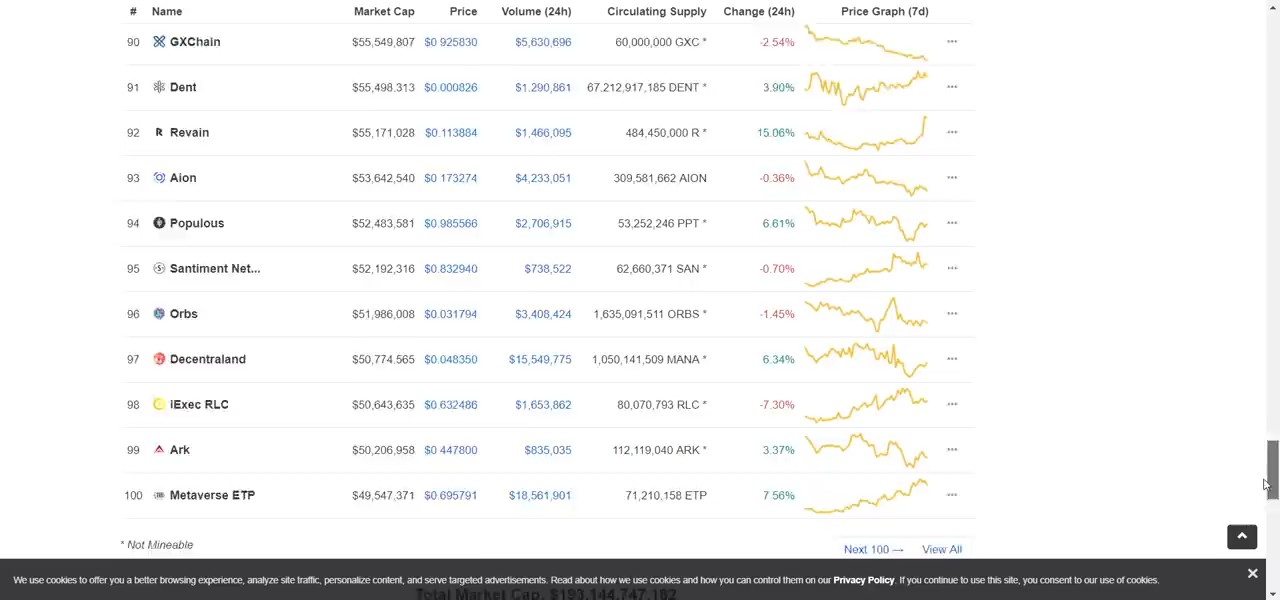 # Name Market Cap Price Volume (24h) Circulating Supply Change (24h) Price Graph (7d)
90 GXChain $55,549,807 $0.925830 $5,630,696 60,000,000 GXC * -2.54%
91 Dent $55,498,313 $0.000826 $1,290,861 67,212,917,185 DENT * 3.90%
92 Revain $55,171,028 $0.113884 $1,466,095 484,450,000 R * 15.06%
93 Aion $53,642,540 $0.173274 $4,233,051 309,581,662 AION -0.36%
94 Populous $52,483,581 $0.985566 $2,706,915 53,252,246 PPT * 6.61%
95 Santiment Net... $52,192,316 $0.832940 $738,522 62,660,371 SAN * -0.70%
96 Orbs $51,986,008 $0.031794 $3,408,424 1,635,091,511 ORBS * -1.45%
97 Decentraland $50,774,565 $0.048350 $15,549,775 1,050,141,509 MANA * 6.34%
98 iExec RLC $50,643,635 $0.632486 $1,653,862 80,070,793 RLC * -7.30%
99 Ark $50,206,958 $0.447800 $835,035 112,119,040 ARK * 3.37%
100 Metaverse ETP $49,547,371 $0.695791 $18,561,901 71,210,158 ETP 7.56%
* Not Mineable
Next 100 → View All
We use cookies to offer you a better browsing experience, analyze site traffic, personalize content, and serve targeted advertisements. Read about how we use cookies and how you can control them on our Privacy Policy. If you continue to use this site, you consent to our use of cookies.
Total Market Cap: $193,144,747,182